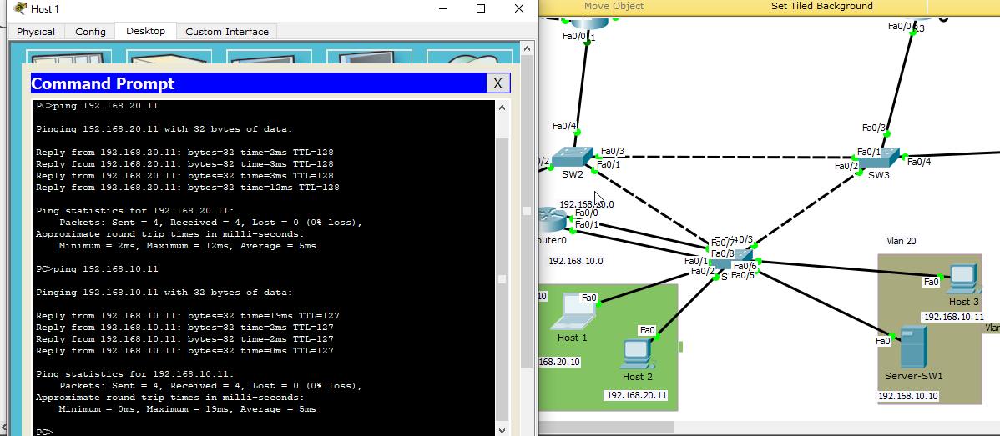 Host 1
Physical
Config
Desktop
Custom Interface
Command Prompt
X
PC>ping 192.168.20.11
Pinging 192.168.20.11 with 32 bytes of data:
Reply from 192.168.20.11: bytes=32 time=2ms TTL=128
Reply from 192.168.20.11: bytes=32 time=3ms TTL=128
Reply from 192.168.20.11: bytes=32 time=3ms TTL=128
Reply from 192.168.20.11: bytes=32 time=12ms TTL=128
Ping statistics for 192.168.20.11:
Packets: Sent = 4, Received = 4, Lost = 0 (0% loss),
Approximate round trip times in milli-seconds:
Minimum = 2ms, Maximum = 12ms, Average = 5ms
PC>ping 192.168.10.11
Pinging 192.168.10.11 with 32 bytes of data:
Reply from 192.168.10.11: bytes=32 time=19ms TTL=127
Reply from 192.168.10.11: bytes=32 time=2ms TTL=127
Reply from 192.168.10.11: bytes=32 time=2ms TTL=127
Reply from 192.168.10.11: bytes=32 time=0ms TTL=127
Ping statistics for 192.168.10.11:
Packets: Sent = 4, Received = 4, Lost = 0 (0% loss),
Approximate round trip times in milli-seconds:
Minimum = 0ms, Maximum = 19ms, Average = 5ms
PC>
Move Object
Set Tiled Background
Fa0/0
1
Fa0/0
R3
Fa0/4
Fa0/3
Fa0/3
Fa0/1
/2
SW2
Fa0/1
Fa0/2
Fa0/4
SW3
192.168.20.0
Fa0/0
Fa0/1
outer0
192.168.10.0
Fa0/7
0/3
Fa0/8
Fa0/1
Fa0/2
Fa0/6
Fa0/5
S
Vlan 20
10
Fa0
Host 1
Fa0
168.20.10
Host 2
192.168.20.11
Fa0
Host 3
192.168.10.11
Vlan
Fa0
Server-SW1
192.168.10.10